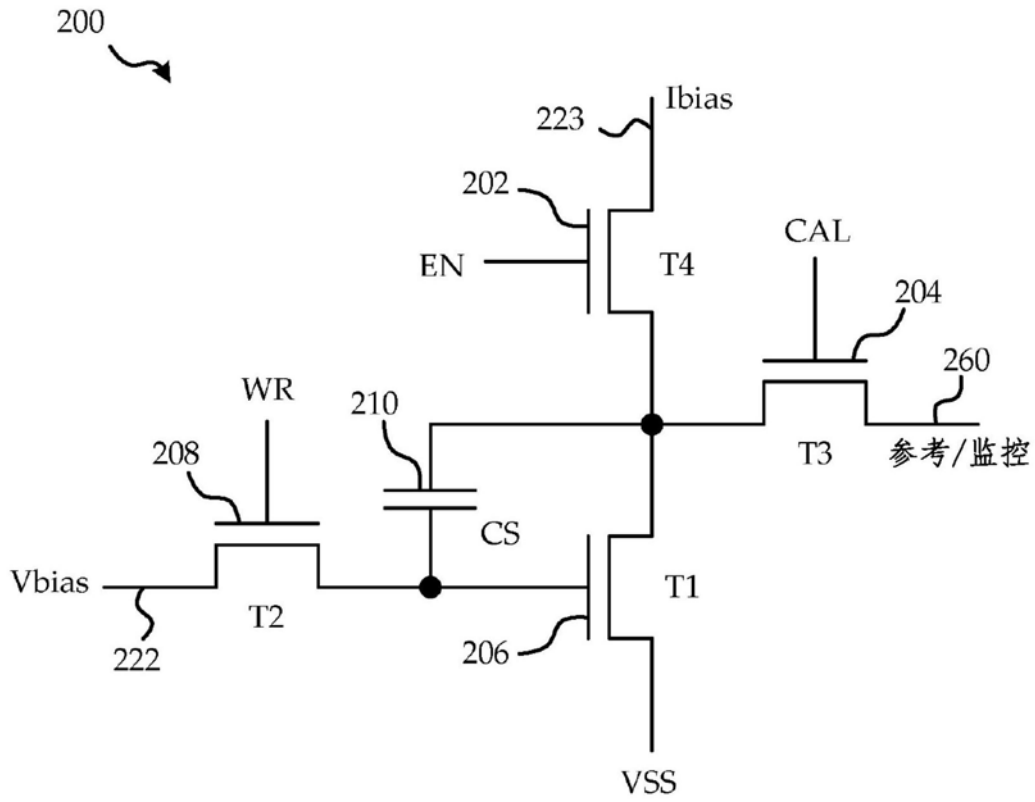 200
Ibias
223
202
EN
T4
CAL
204
260
WR
210
T3
参考/监控
208
CS
Vbias
T2
T1
222
206
VSS